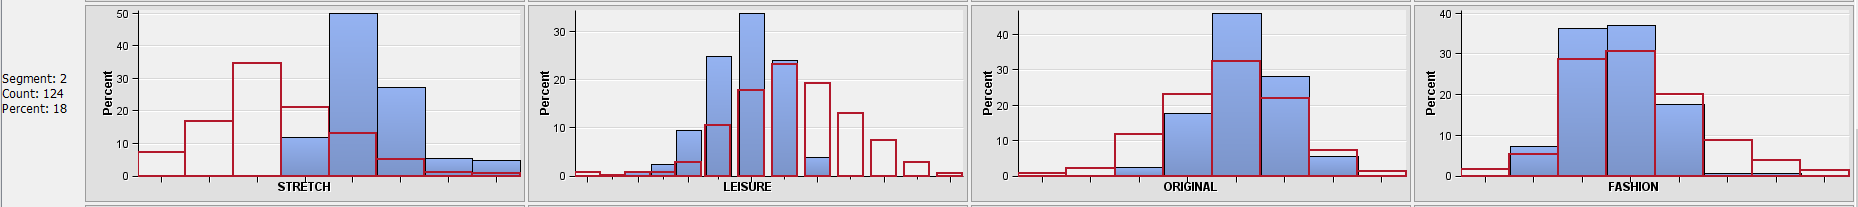 Segment: 2
Count: 124
Percent: 18
Percent
50
40
30
20
10
0
STRETCH
Percent
30
20
10
0
LEISURE
Percent
40
30
20
10
0
ORIGINAL
Percent
40
30
20
10
0
FASHION